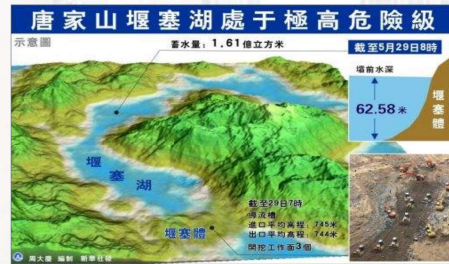 唐家山堰塞湖處于極高危險級
示意圖
蓄水量：1.61億立方米
截至5月29日8時
壩前水深
62.58 米
堰塞體
堰塞湖
截至29日7時
導流槽
進口平均高程：745米
出口平均高程：744米
開挖工作面3個
堰塞體
周大慶 編制 新華社發